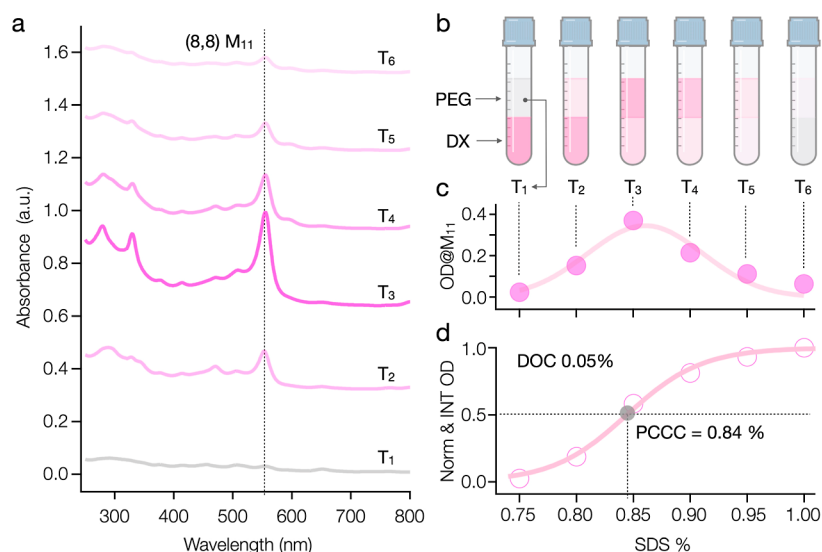 a
(8,8) M₁₁
T₆
T₅
T₄
T₃
T₂
T₁
1.6
1.4
1.2
1.0
0.8
0.6
0.4
0.2
0.0
Absorbance (a.u.)
300
400
500
600
700
800
Wavelength (nm)
b
PEG
DX
T₁
T₂
T₃
T₄
T₅
T₆
c
0.4
0.2
0.0
OD@M₁₁
d
DOC 0.05%
PCCC = 0.84 %
1.0
0.5
0.0
Norm & INT OD
0.75
0.80
0.85
0.90
0.95
1.00
SDS %